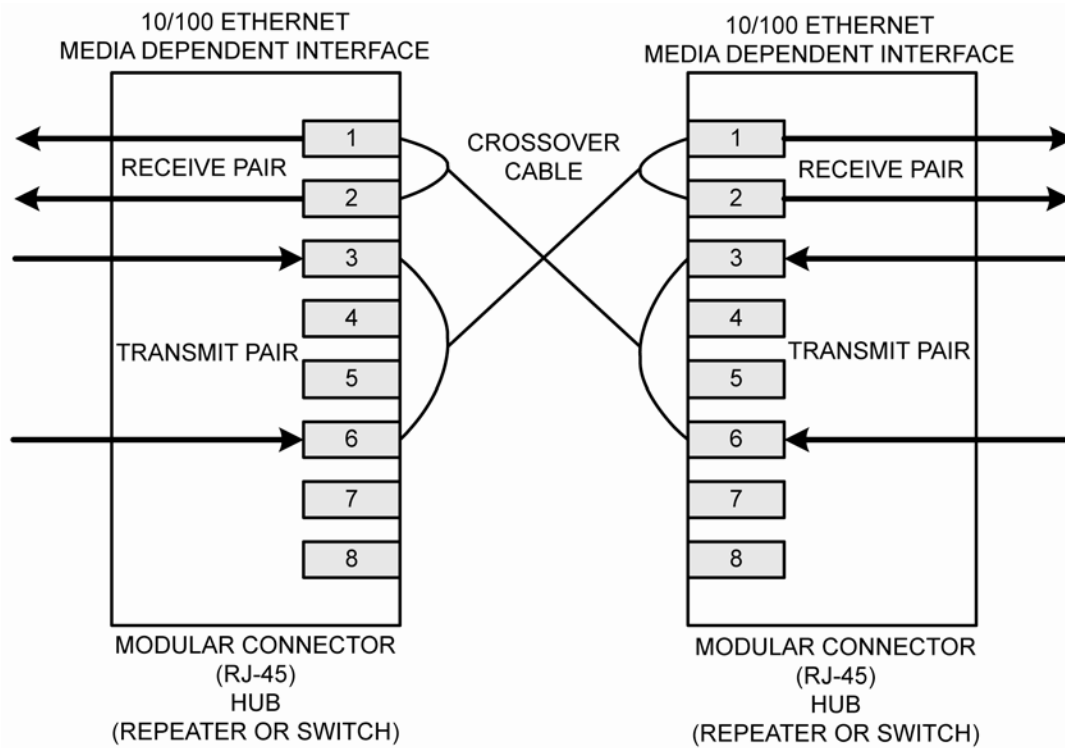 10/100 ETHERNET
MEDIA DEPENDENT INTERFACE
10/100 ETHERNET
MEDIA DEPENDENT INTERFACE
1
RECEIVE PAIR
2
3
4
TRANSMIT PAIR
5
6
7
8
CROSSOVER
CABLE
1
RECEIVE PAIR
2
3
4
TRANSMIT PAIR
5
6
7
8
MODULAR CONNECTOR
(RJ-45)
HUB
(REPEATER OR SWITCH)
MODULAR CONNECTOR
(RJ-45)
HUB
(REPEATER OR SWITCH)